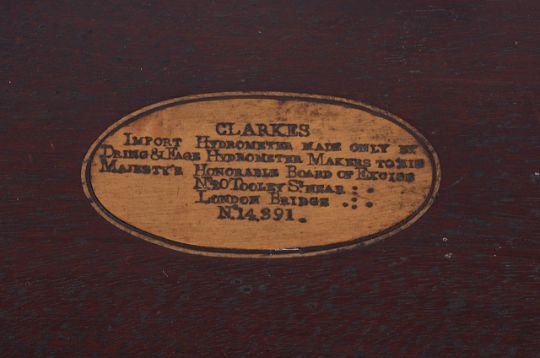 CLARKES
IMPORT HYDROMETER MADE ONLY BY
DRING & FAGE HYDROMETER MAKERS TO HIS
MAJESTY'S HONORABLE BOARD OF EXCISE
No. 20 TOOLEY St. NEAR
LONDON BRIDGE
No. 14,391.